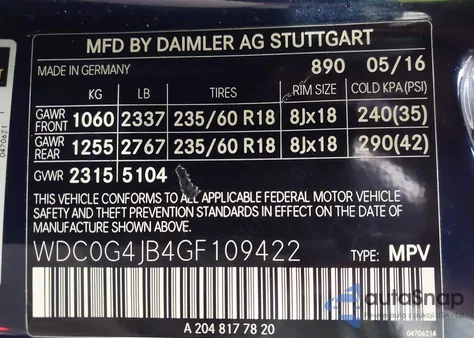 MFD BY DAIMLER AG STUTTGART
MADE IN GERMANY 890 05/16
KG LB TIRES RIM SIZE COLD KPA(PSI)
GAWR FRONT 1060 2337 235/60 R18 8Jx18 240(35)
GAWR REAR 1255 2767 235/60 R18 8Jx18 290(42)
GVWR 2315 5104
THIS VEHICLE CONFORMS TO ALL APPLICABLE FEDERAL MOTOR VEHICLE
SAFETY AND THEFT PREVENTION STANDARDS IN EFFECT ON THE DATE OF
MANUFACTURE SHOWN ABOVE.
WDC0G4JB4GF109422 TYPE: MPV
A 204 817 78 20
04706214
0470621
autoSnap